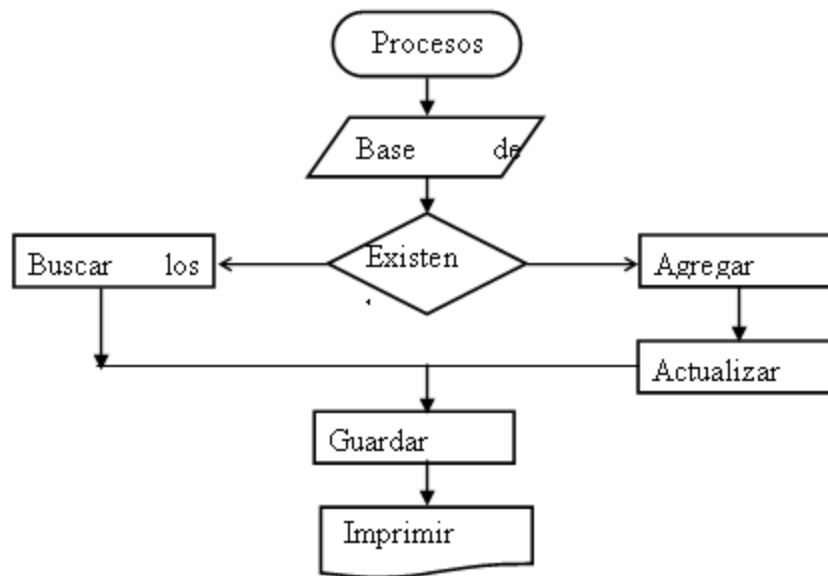 Procesos
Base de
Existen
Buscar los
Agregar
Actualizar
Guardar
Imprimir